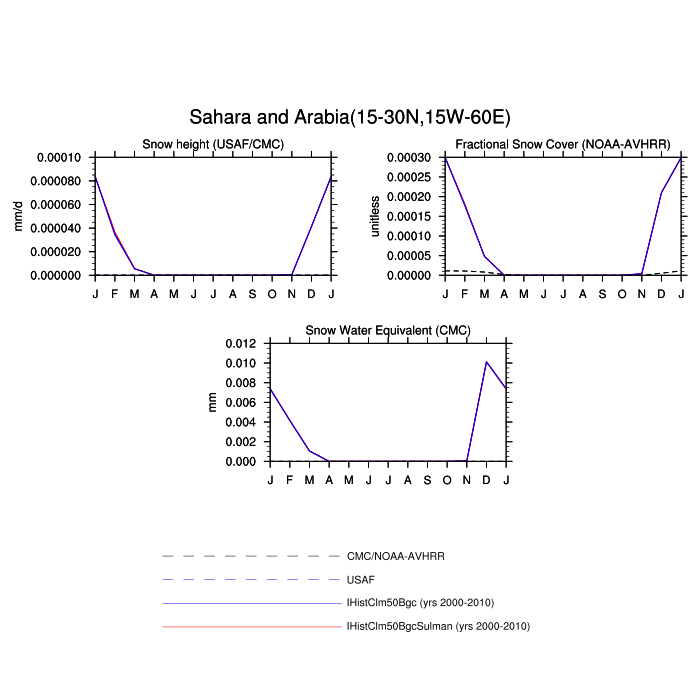 Sahara and Arabia(15-30N,15W-60E)
Snow height (USAF/CMC)
0.00010
0.000080
0.000060
0.000040
0.000020
0.000000
mm/d
J F M A M J J A S O N D J
Fractional Snow Cover (NOAA-AVHRR)
0.00030
0.00025
0.00020
0.00015
0.00010
0.00005
0.00000
unitless
J F M A M J J A S O N D J
Snow Water Equivalent (CMC)
0.012
0.010
0.008
0.006
0.004
0.002
0.000
mm
J F M A M J J A S O N D J
CMC/NOAA-AVHRR
USAF
IHistClm50Bgc (yrs 2000-2010)
IHistClm50BgcSulman (yrs 2000-2010)